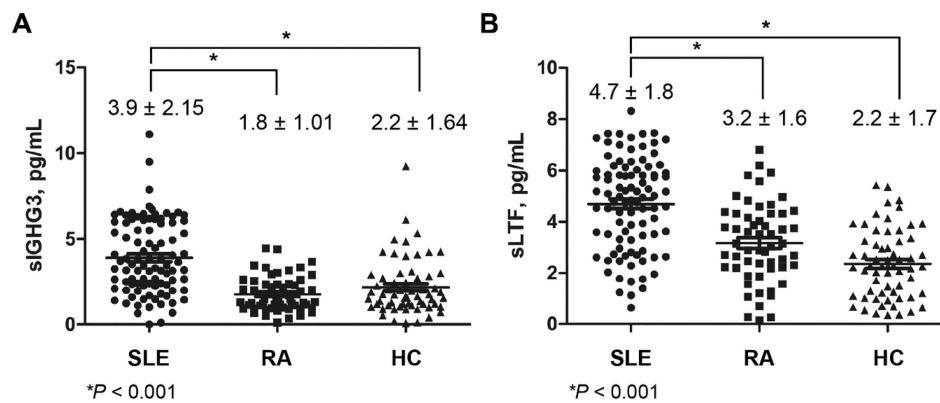 A
*
*
15
3.9 ± 2.15
1.8 ± 1.01
2.2 ± 1.64
10
5
0
sIGHG3, pg/mL
SLE
RA
HC
*P < 0.001
B
*
*
10
4.7 ± 1.8
3.2 ± 1.6
2.2 ± 1.7
8
6
4
2
0
sLTF, pg/mL
SLE
RA
HC
*P < 0.001